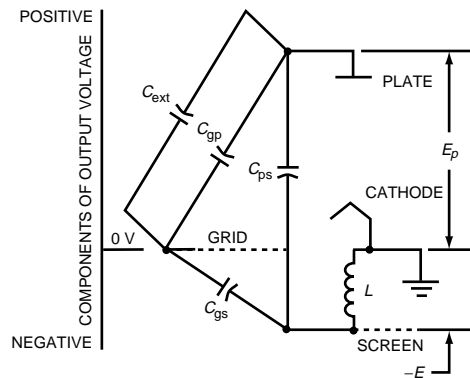 POSITIVE
COMPONENTS OF OUTPUT VOLTAGE
NEGATIVE
0 V
Cext
Cgp
Cps
Cgs
GRID
PLATE
Ep
CATHODE
L
SCREEN
−E